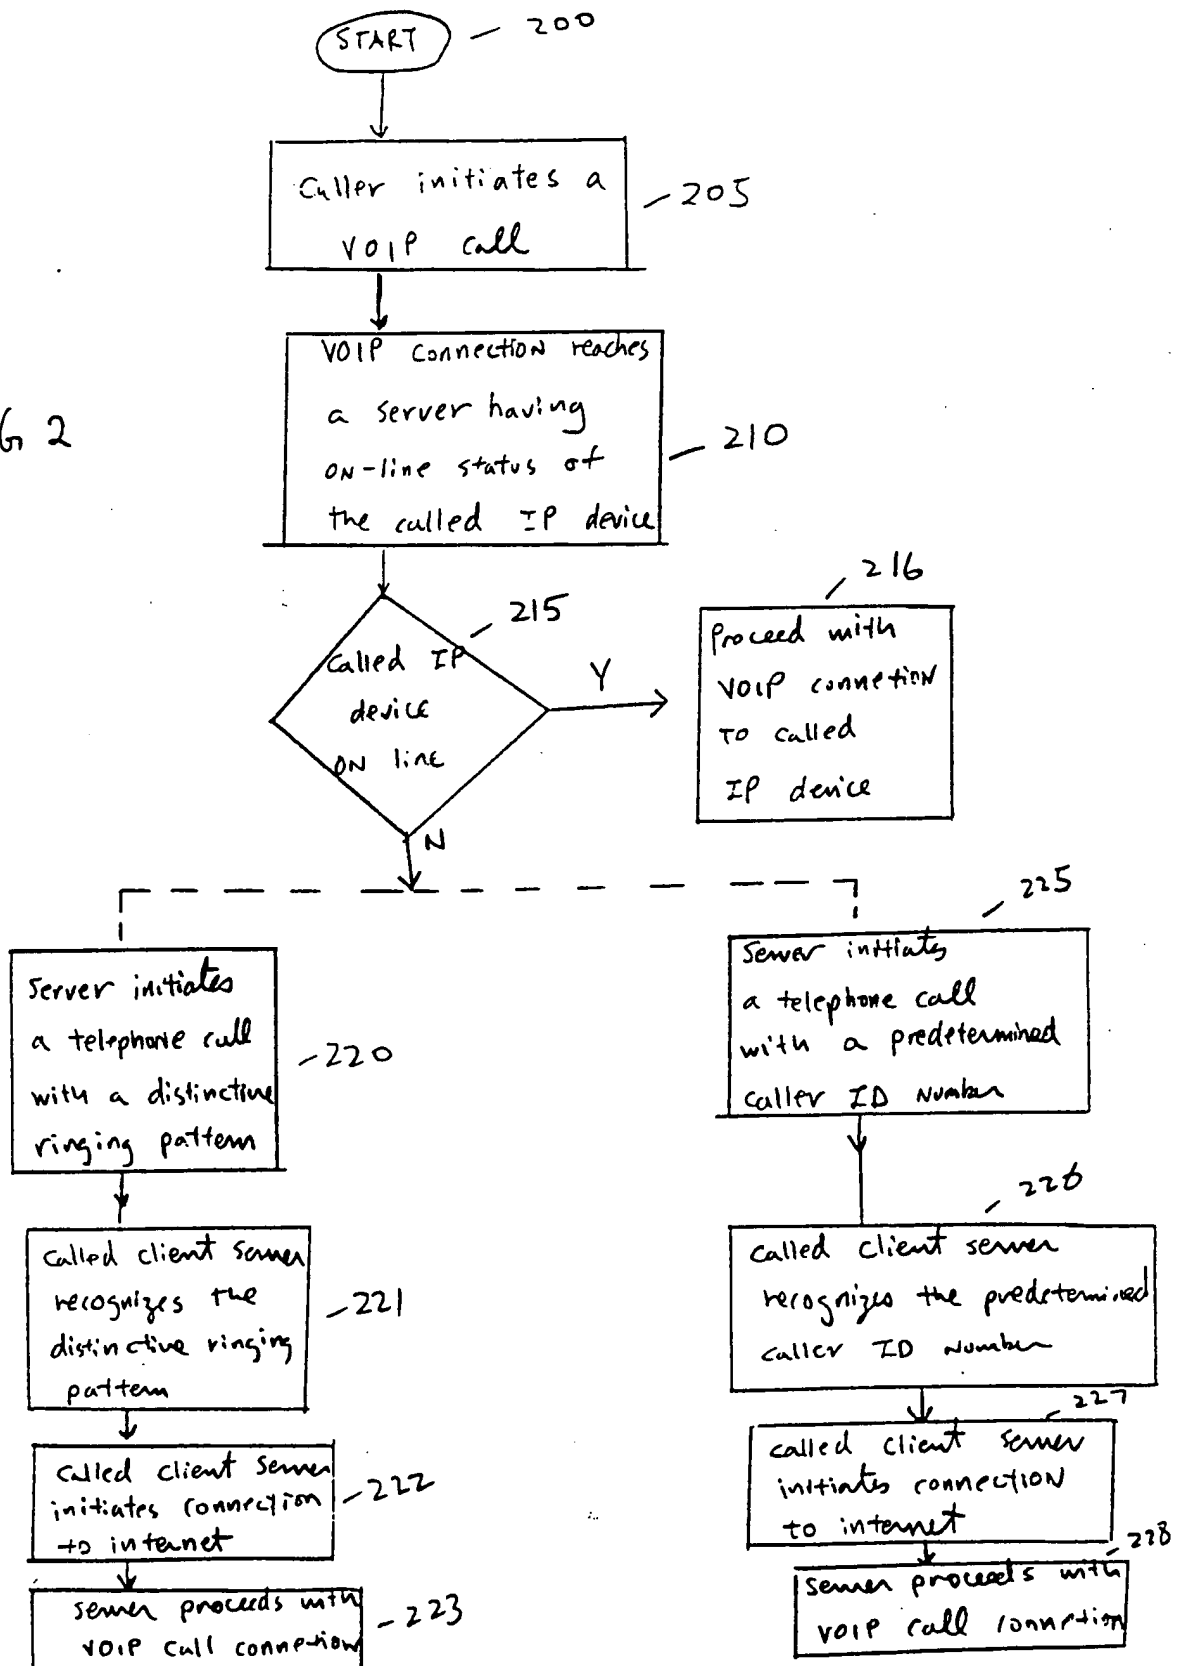 START
200
Caller initiates a
VOIP call
205
VOIP connection reaches
a server having
ON-line status of
the called IP device
210
G 2
215
called IP
device
ON line
Y
N
216
Proceed with
VOIP connetion
TO called
IP device
Server initiates
a telephone call
with a distinctive
ringing pattern
220
225
Server initiates
a telephone call
with a predetermined
caller ID Number
called client server
recognizes the
distinctive ringing
pattern
221
226
called client server
recognizes the predetermined
caller ID Number
called client server
initiates connection
to internet
222
227
called client server
initiates connection
to internet
server proceeds with
VOIP call connetion
223
228
server proceeds with
VOIP call connetion